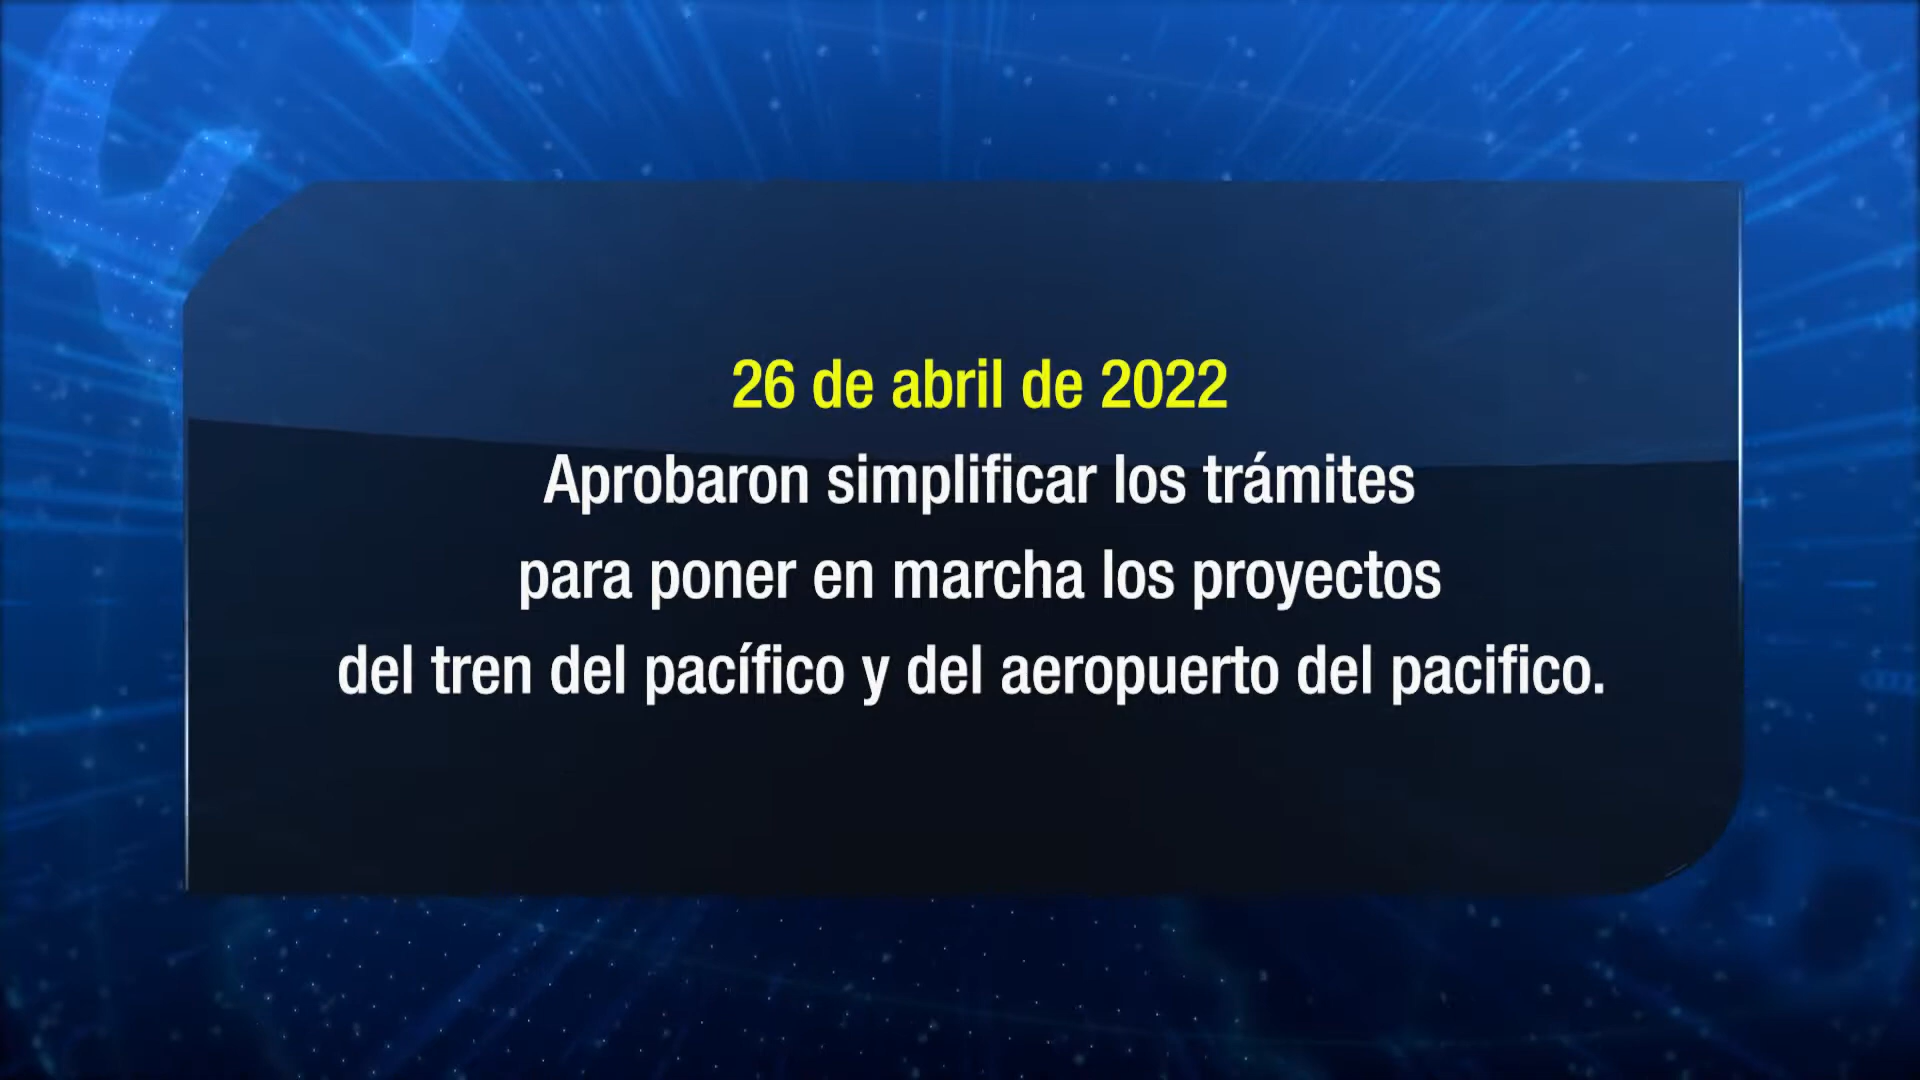 26 de abril de 2022
Aprobaron simplificar los trámites
para poner en marcha los proyectos
del tren del pacífico y del aeropuerto del pacifico.